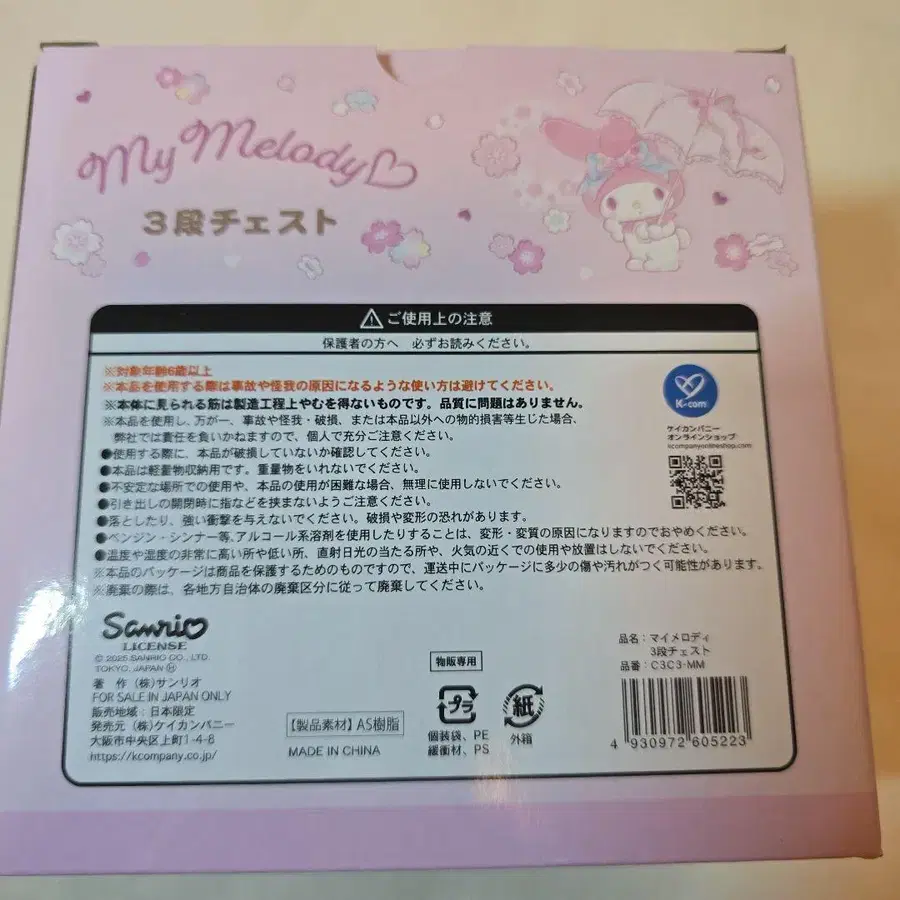 My Melody
3段チェスト
ご使用上の注意
保護者の方へ 必ずお読みください。
※対象年齢6歳以上
※本品を使用する際は事故や怪我の原因になるような使い方は避けてください。
※本体に見られる筋は製造工程上やむを得ないものです。品質に問題はありません。
※本品を使用し、万が一、事故や怪我・破損、または本品以外への物的損害等生じた場合、
弊社では責任を負いかねますので、個人で充分ご注意ください。
●使用する際に、本品が破損していないか確認してください。
●本品は軽量物収納用です。重量物をいれないでください。
●不安定な場所での使用や、本品の使用が困難な場合、無理に使用しないでください。
●引き出しの開閉時に指などを挟まないようご注意ください。
●落としたり、強い衝撃を与えないでください。破損や変形の恐れがあります。
●ベンジン・シンナー等、アルコール系溶剤を使用したりすることは、変形・変質の原因になりますのでおやめください。
●温度や湿度の非常に高い所や低い所、直射日光の当たる所や、火気の近くでの使用や放置はしないでください。
※本品のパッケージは商品を保護するためのものですので、運送中にパッケージに多少の傷や汚れがつく可能性があります。
※廃棄の際は、各地方自治体の廃棄区分に従って廃棄してください。
K-com
ケイカンパニー
オンラインショップ
kcompanyonlineshop.com
Sanrio
LICENSE
© 2025 SANRIO CO., LTD.
TOKYO, JAPAN Ⓗ
著 作 (株)サンリオ
FOR SALE IN JAPAN ONLY
販売地域：日本限定
発売元 (株)ケイカンパニー
大阪市中央区上町1-4-8
https://kcompany.co.jp/
【製品素材】AS樹脂
MADE IN CHINA
物販専用
プラ
個装袋、PE
緩衝材、PS
紙
外箱
品名：マイメロディ
3段チェスト
品番：C3C3-MM
4 930972 605223